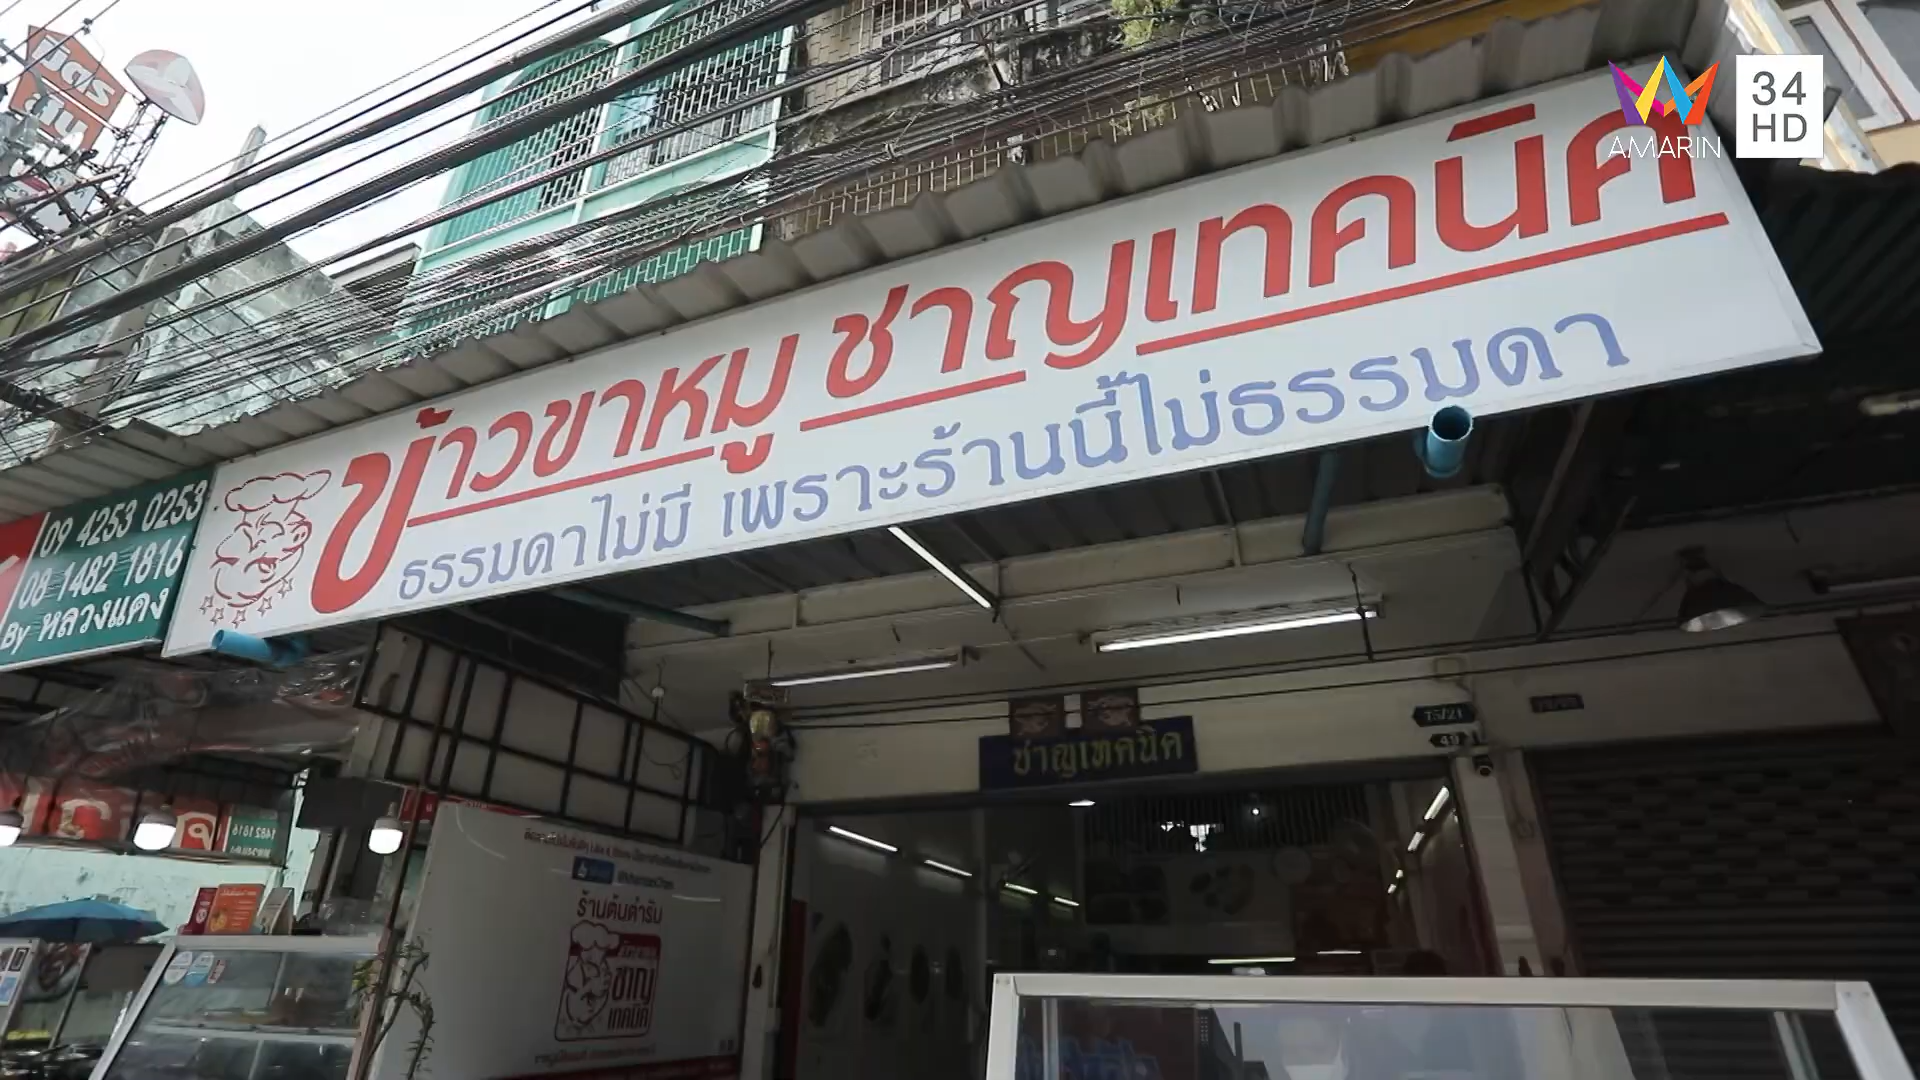 AMARIN
34
HD
ข้าวขาหมู ชาญเทคนิค
ธรรมดาไม่มี เพราะร้านนี้ไม่ธรรมดา
09 4253 0253
08 1482 1816
By หลวงแดง
ชาญเทคนิค
75/21
49
ร้านต้นตำรับ
ชาญ
เทคนิค